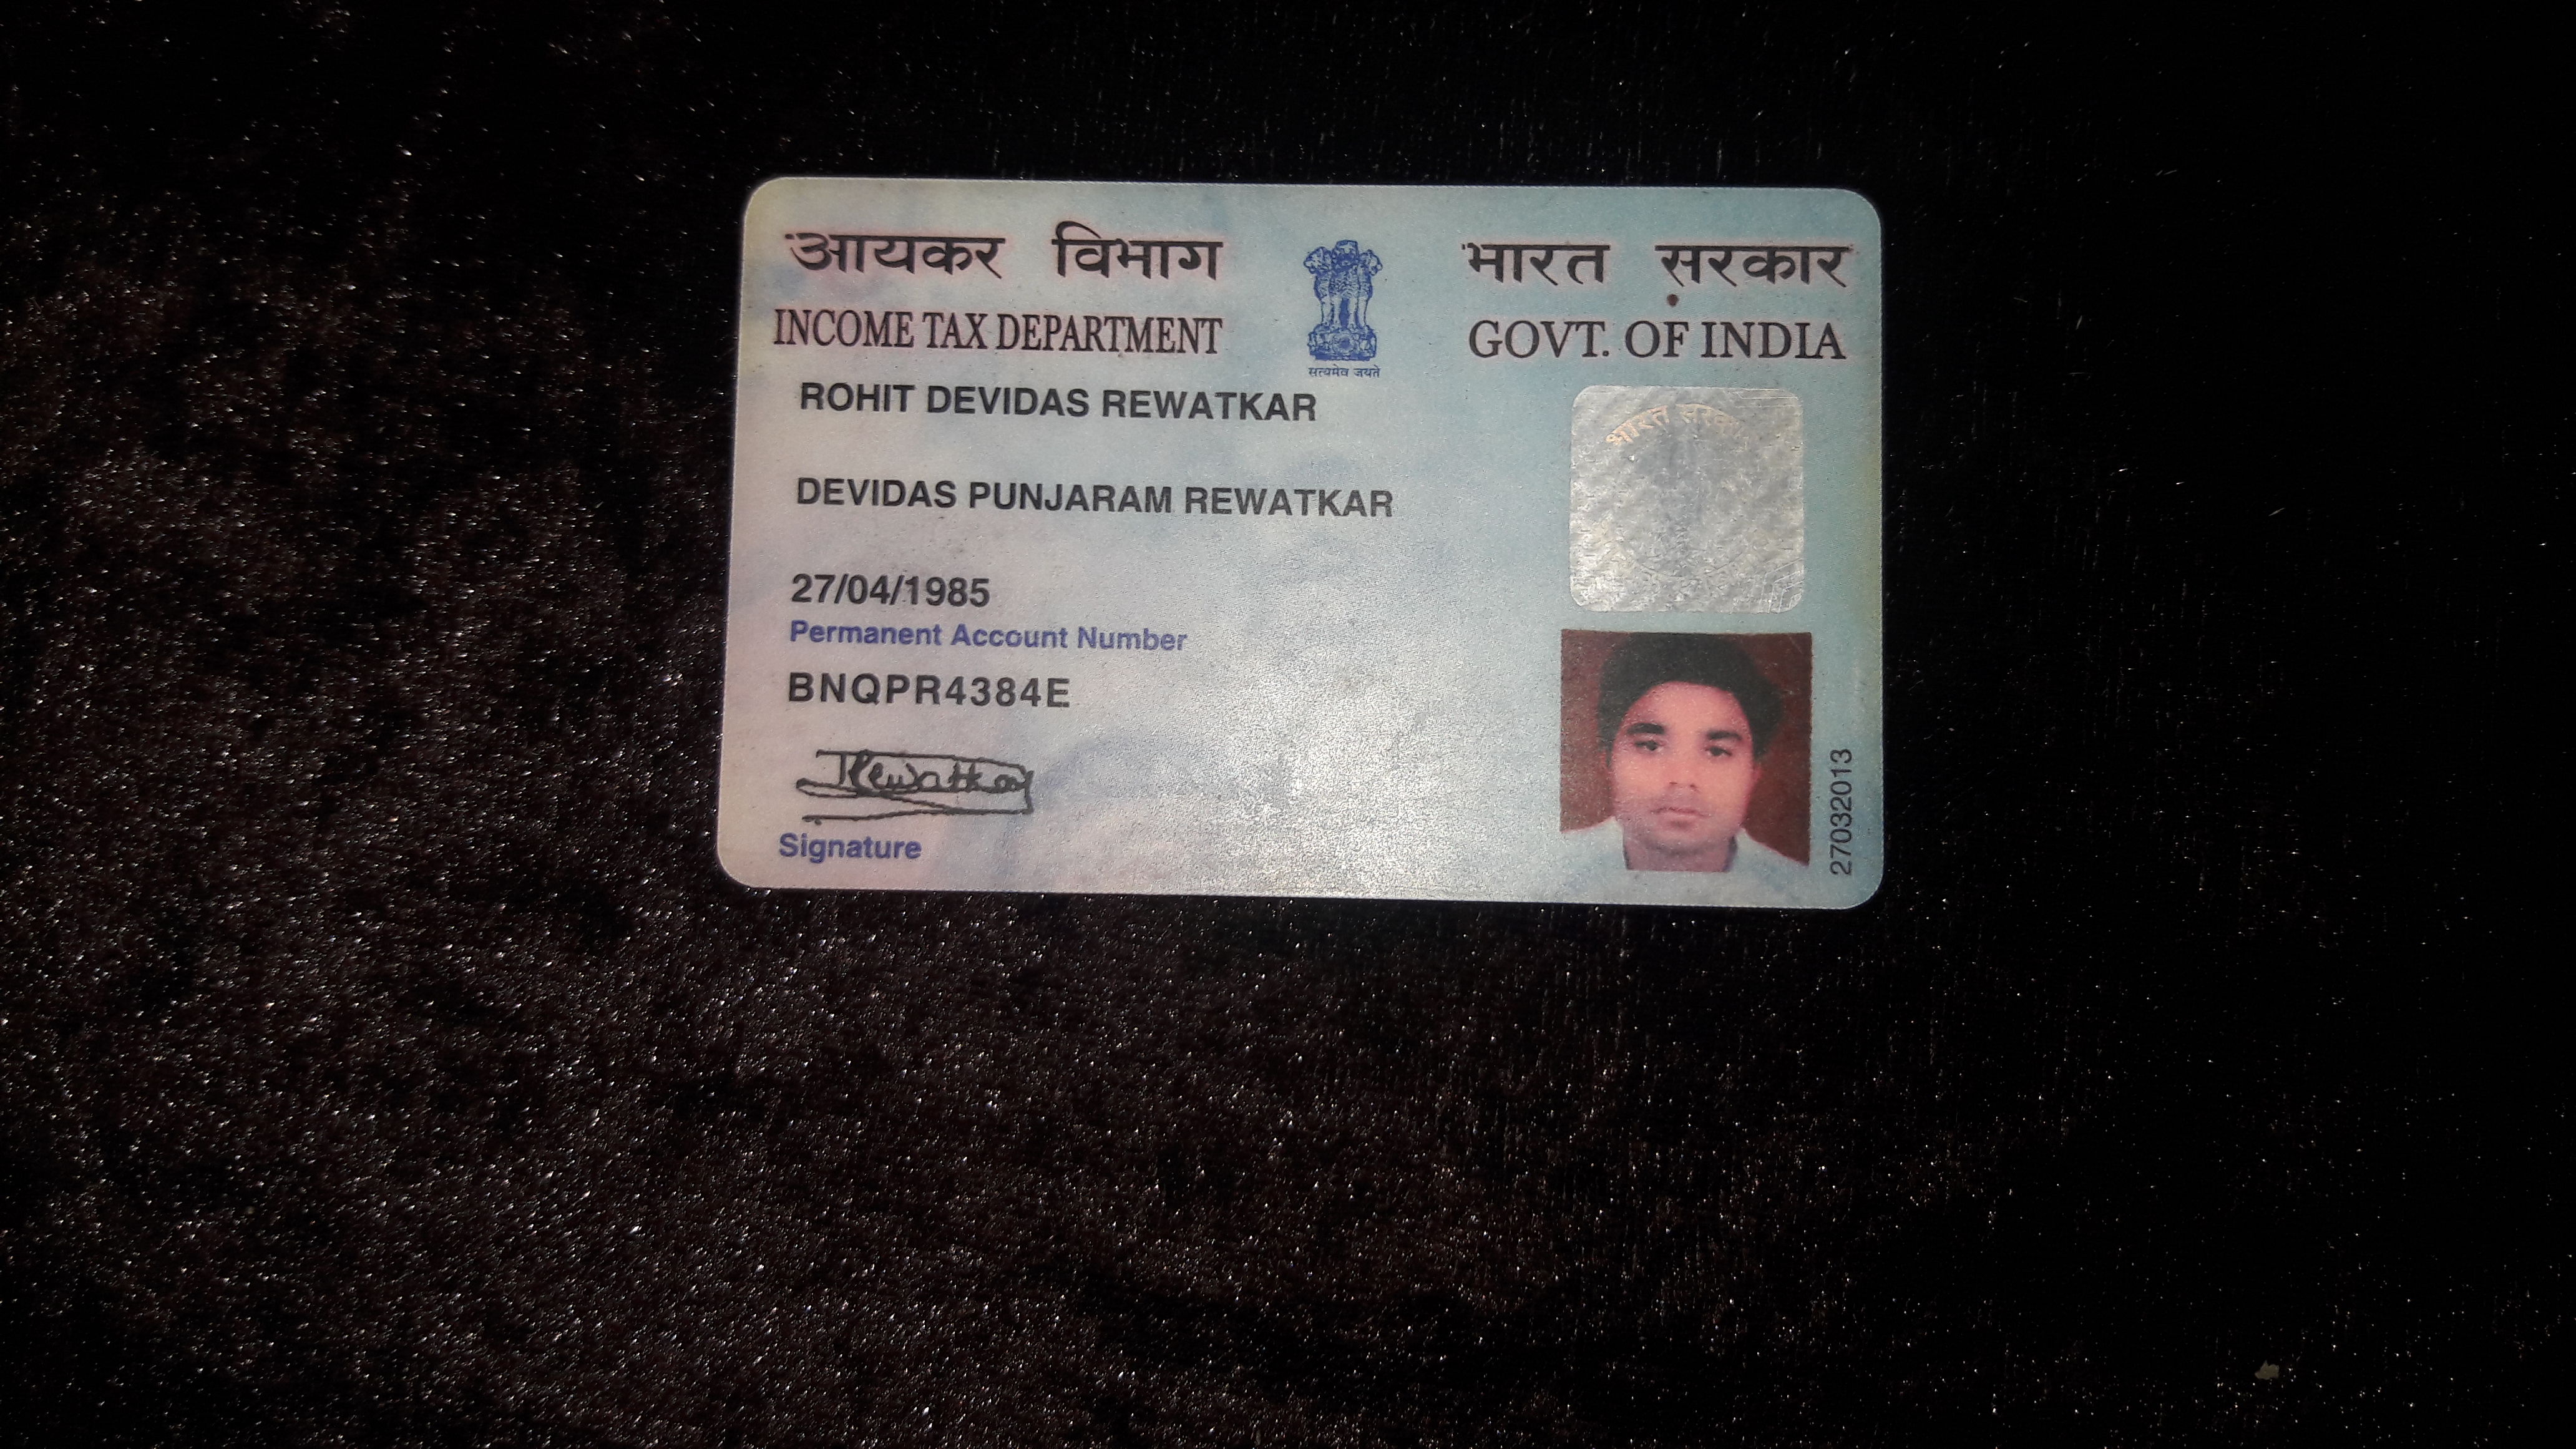 आयकर विभाग
INCOME TAX DEPARTMENT
सत्यमेव जयते
भारत सरकार
GOVT. OF INDIA
ROHIT DEVIDAS REWATKAR
DEVIDAS PUNJARAM REWATKAR
27/04/1985
Permanent Account Number
BNQPR4384E
Rewatkar
Signature
27032013